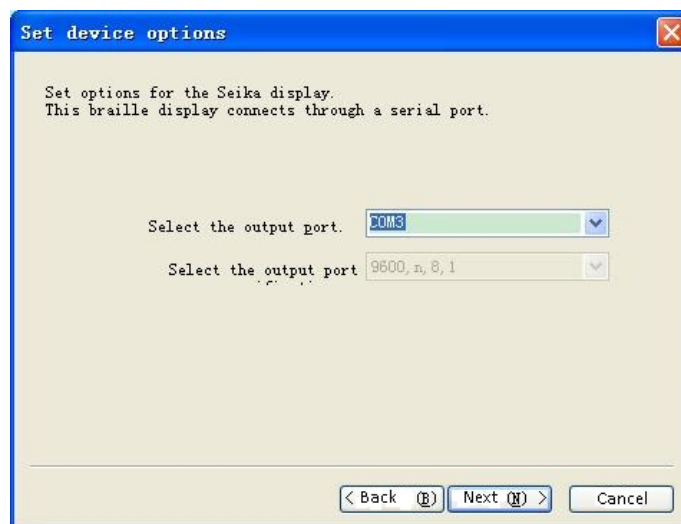 Set device options
Set options for the Seika display.
This braille display connects through a serial port.
Select the output port.
COM3
Select the output port
9600, n, 8, 1
< Back (B)
Next (N) >
Cancel